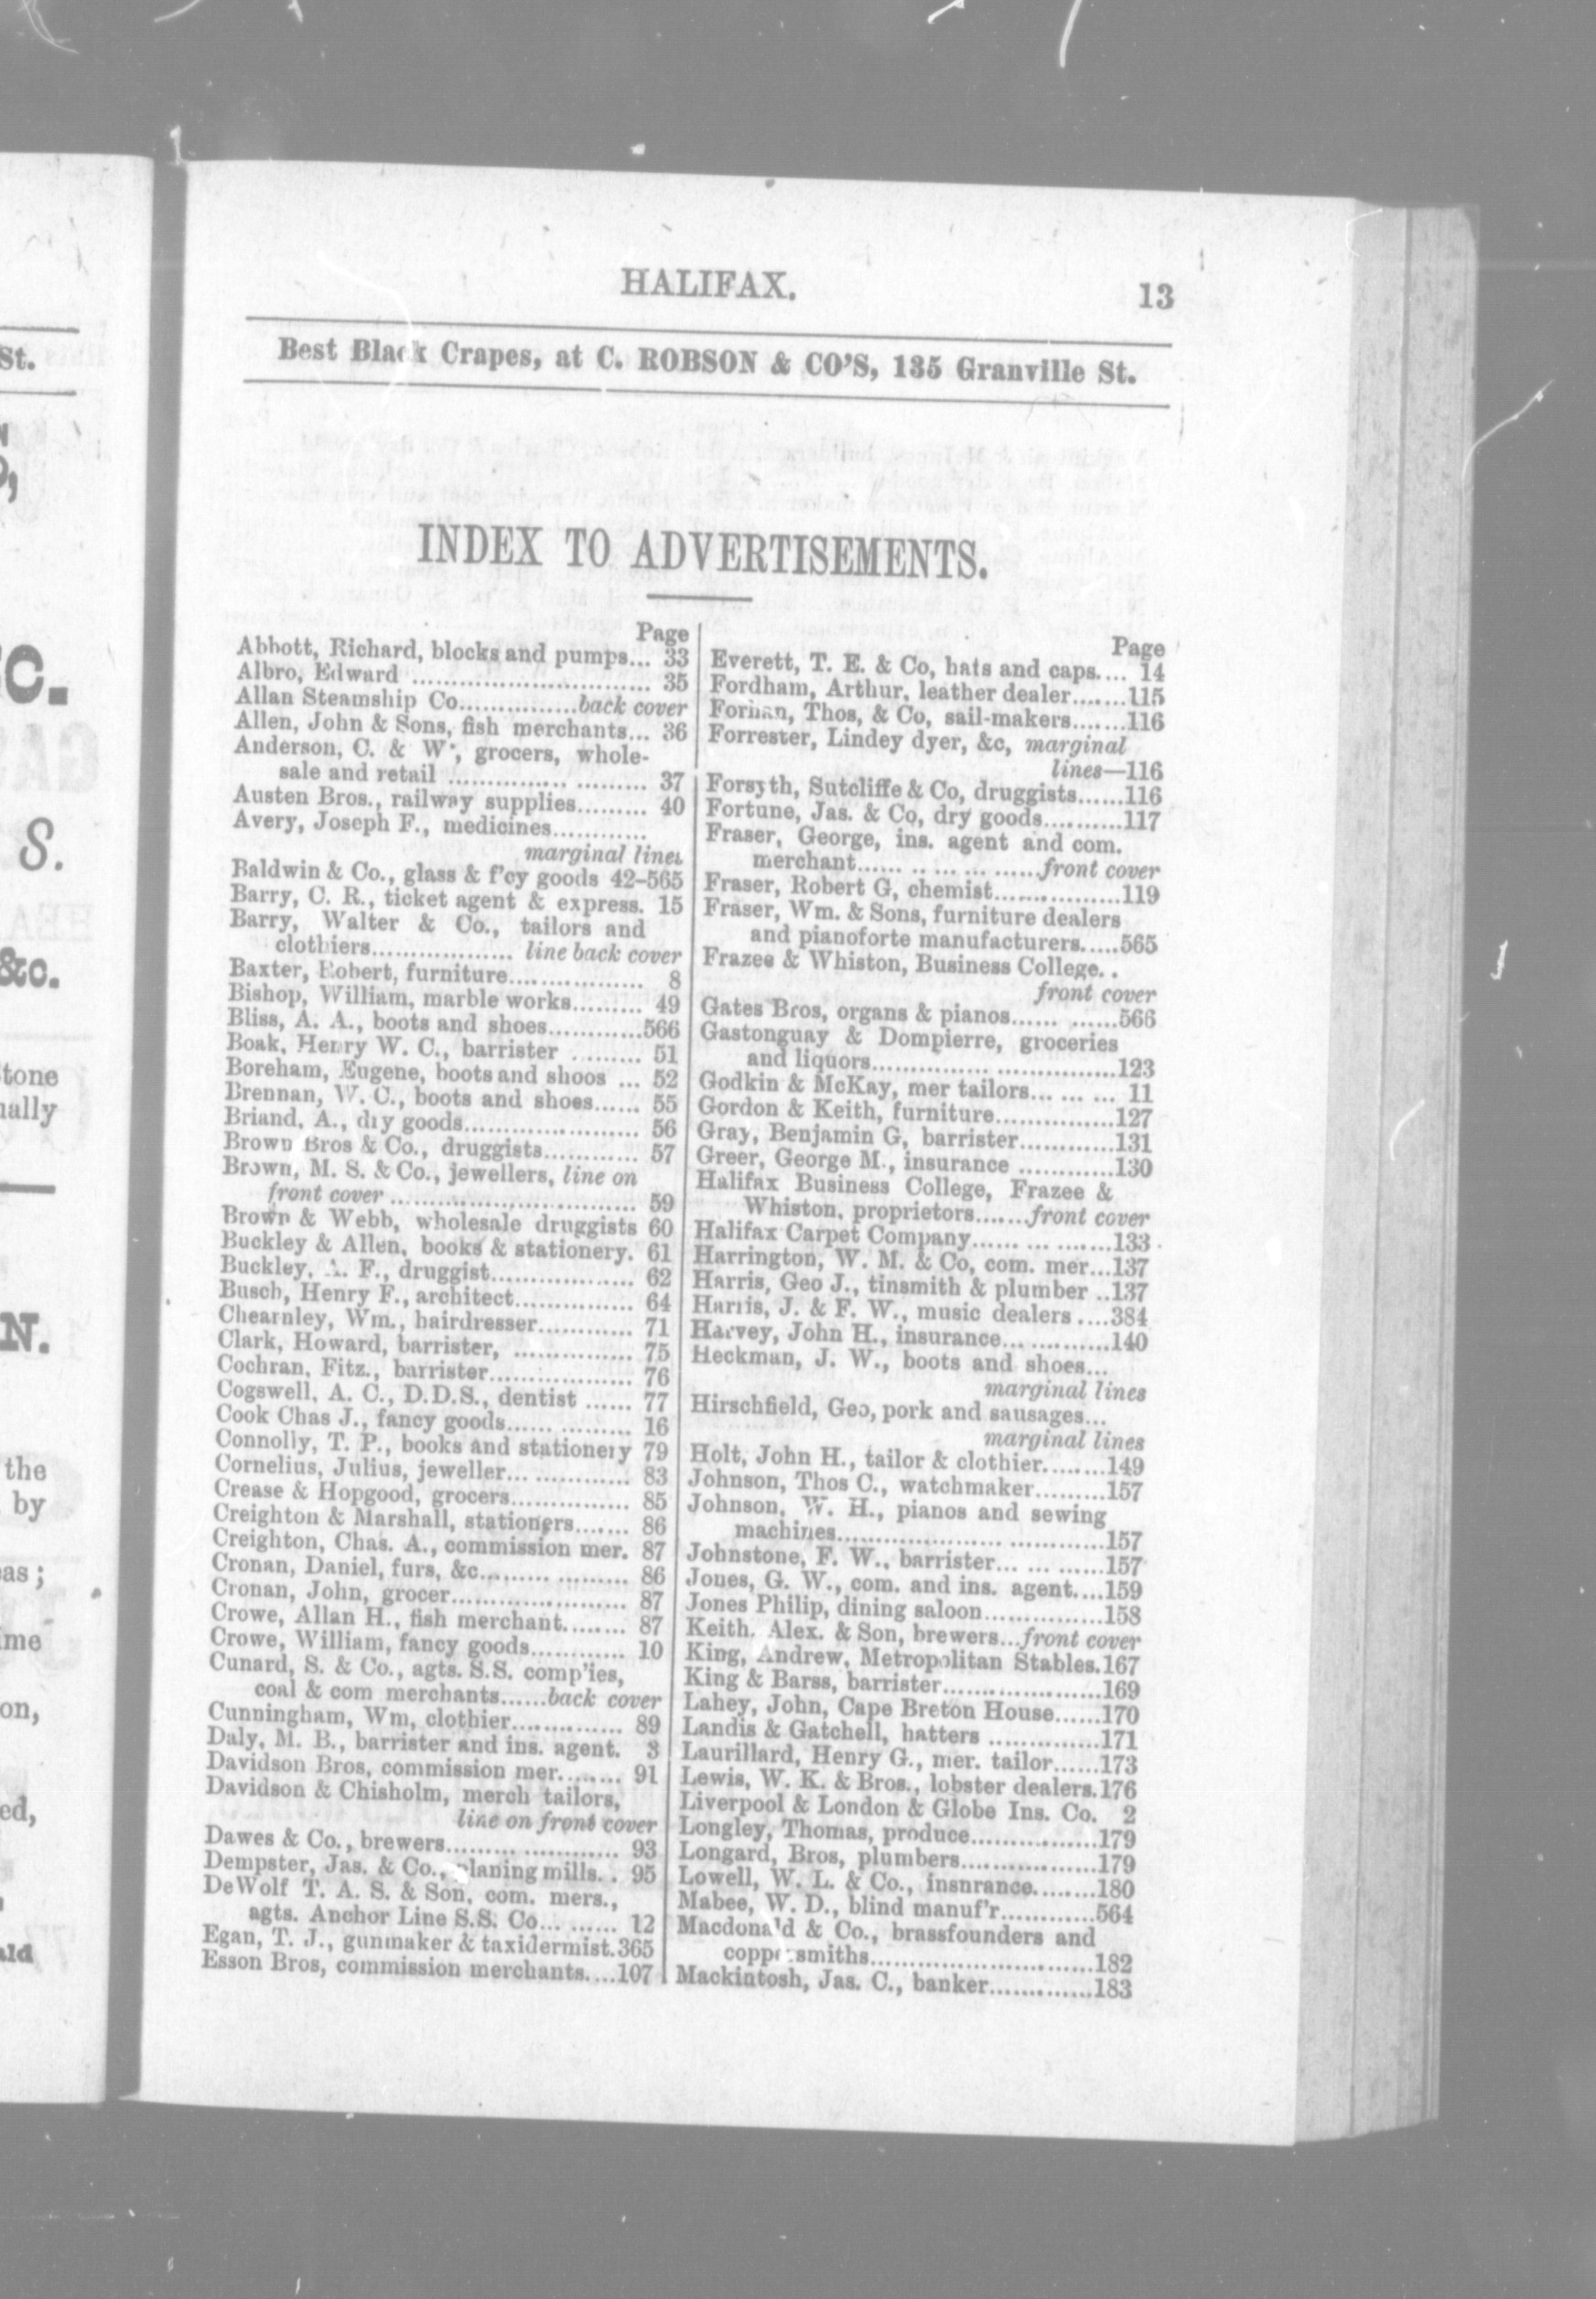 HALIFAX. 13
Best Black Crapes, at C. ROBSON & CO'S, 135 Granville St.
INDEX TO ADVERTISEMENTS.
Page
Abbott, Richard, blocks and pumps... 33
Albro, Edward .............................. 35
Allan Steamship Co...............back cover
Allen, John & Sons, fish merchants... 36
Anderson, C. & W., grocers, whole-
sale and retail ............... ......... 37
Austen Bros., railway supplies......... 40
Avery, Joseph F., medicines............
marginal lines
Baldwin & Co., glass & f'cy goods 42–565
Barry, C. R., ticket agent & express. 15
Barry, Walter & Co., tailors and
clothiers.................. line back cover
Baxter, Robert, furniture................. 8
Bishop, William, marble works......... 49
Bliss, A. A., boots and shoes............566
Boak, Henry W. C., barrister ......... 51
Boreham, Eugene, boots and shoos ... 52
Brennan, W. C., boots and shoes...... 55
Briand, A., dry goods...................... 56
Brown Bros & Co., druggists............ 57
Brown, M. S. & Co., jewellers, line on
front cover ............................... 59
Brown & Webb, wholesale druggists 60
Buckley & Allen, books & stationery. 61
Buckley, A. F., druggist.................. 62
Busch, Henry F., architect............... 64
Chearnley, Wm., hairdresser............ 71
Clark, Howard, barrister, ............... 75
Cochran, Fitz., barrister.................. 76
Cogswell, A. C., D.D.S., dentist ...... 77
Cook Chas J., fancy goods...... ......... 16
Connolly, T. P., books and stationery 79
Cornelius, Julius, jeweller... ............ 83
Crease & Hopgood, grocers............... 85
Creighton & Marshall, stationers....... 86
Creighton, Chas. A., commission mer. 87
Cronan, Daniel, furs, &c......... ......... 86
Cronan, John, grocer...................... 87
Crowe, Allan H., fish merchant........ 87
Crowe, William, fancy goods............ 10
Cunard, S. & Co., agts. S.S. comp'ies,
coal & com merchants......back cover
Cunningham, Wm, clothier.............. 89
Daly, M. B., barrister and ins. agent. 3
Davidson Bros, commission mer........ 91
Davidson & Chisholm, merch tailors,
line on front cover
Dawes & Co., brewers......... ............ 93
Dempster, Jas. & Co., planing mills. . 95
DeWolf T. A. S. & Son, com. mers.,
agts. Anchor Line S.S. Co... ...... 12
Egan, T. J., gunmaker & taxidermist.365
Esson Bros, commission merchants....107
Page
Everett, T. E. & Co, hats and caps.... 14
Fordham, Arthur, leather dealer.......115
Forhan, Thos, & Co, sail-makers.......116
Forrester, Lindey dyer, &c, marginal
lines—116
Forsyth, Sutcliffe & Co, druggists......116
Fortune, Jas. & Co, dry goods..........117
Fraser, George, ins. agent and com.
merchant...... .. ... ... ......front cover
Fraser, Robert G, chemist................119
Fraser, Wm. & Sons, furniture dealers
and pianoforte manufacturers.....565
Frazee & Whiston, Business College. .
front cover
Gates Bros, organs & pianos...... ......566
Gastonguay & Dompierre, groceries
and liquors............... ...............123
Godkin & McKay, mer tailors... ... ... 11
Gordon & Keith, furniture...............127
Gray, Benjamin G, barrister............131
Greer, George M., insurance ............130
Halifax Business College, Frazee &
Whiston, proprietors.......front cover
Halifax Carpet Company...... ... .......133
Harrington, W. M. & Co, com. mer...137
Harris, Geo J., tinsmith & plumber ..137
Harris, J. & F. W., music dealers ....384
Harvey, John H., insurance... ..........140
Heckman, J. W., boots and shoes...
marginal lines
Hirschfield, Geo, pork and sausages...
marginal lines
Holt, John H., tailor & clothier........149
Johnson, Thos C., watchmaker.........157
Johnson, W. H., pianos and sewing
machines..................... ............157
Johnstone, F. W., barrister... ... ......157
Jones, G. W., com. and ins. agent....159
Jones Philip, dining saloon...............158
Keith. Alex. & Son, brewers...front cover
King, Andrew, Metropolitan Stables.167
King & Barss, barrister....................169
Lahey, John, Cape Breton House......170
Landis & Gatchell, hatters ..............171
Laurillard, Henry G., mer. tailor......173
Lewis, W. K. & Bros., lobster dealers.176
Liverpool & London & Globe Ins. Co. 2
Longley, Thomas, produce................179
Longard, Bros, plumbers.................179
Lowell, W. L. & Co., insnrance........180
Mabee, W. D., blind manuf'r............564
Macdonald & Co., brassfounders and
coppersmiths............................182
Mackintosh, Jas. C., banker.............183